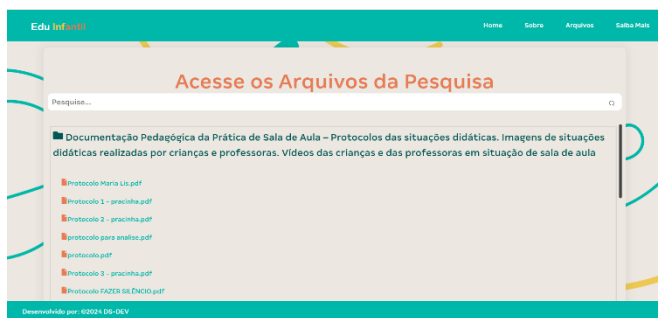 Edu Infantil
Home Sobre Arquivos Saiba Mais
Acesse os Arquivos da Pesquisa
Pesquise...
Documentação Pedagógica da Prática de Sala de Aula – Protocolos das situações didáticas. Imagens de situações
didáticas realizadas por crianças e professoras. Vídeos das crianças e das professoras em situação de sala de aula
Protocolo Maria Lis.pdf
Protocolo 1 - pracinha.pdf
Protocolo 2 - pracinha.pdf
protocolo para analise.pdf
protocolo.pdf
Protocolo 3 - pracinha.pdf
Protocolo FAZER SILÊNCIO.pdf
Desenvolvido por: ©2024 DG-DEV